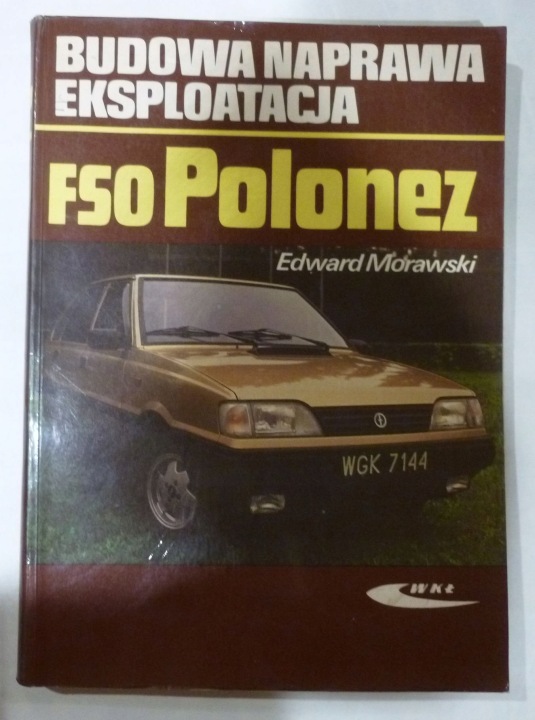 BUDOWA NAPRAWA
EKSPLOATACJA
FSO Polonez
Edward Morawski
WGK 7144
WKŁ